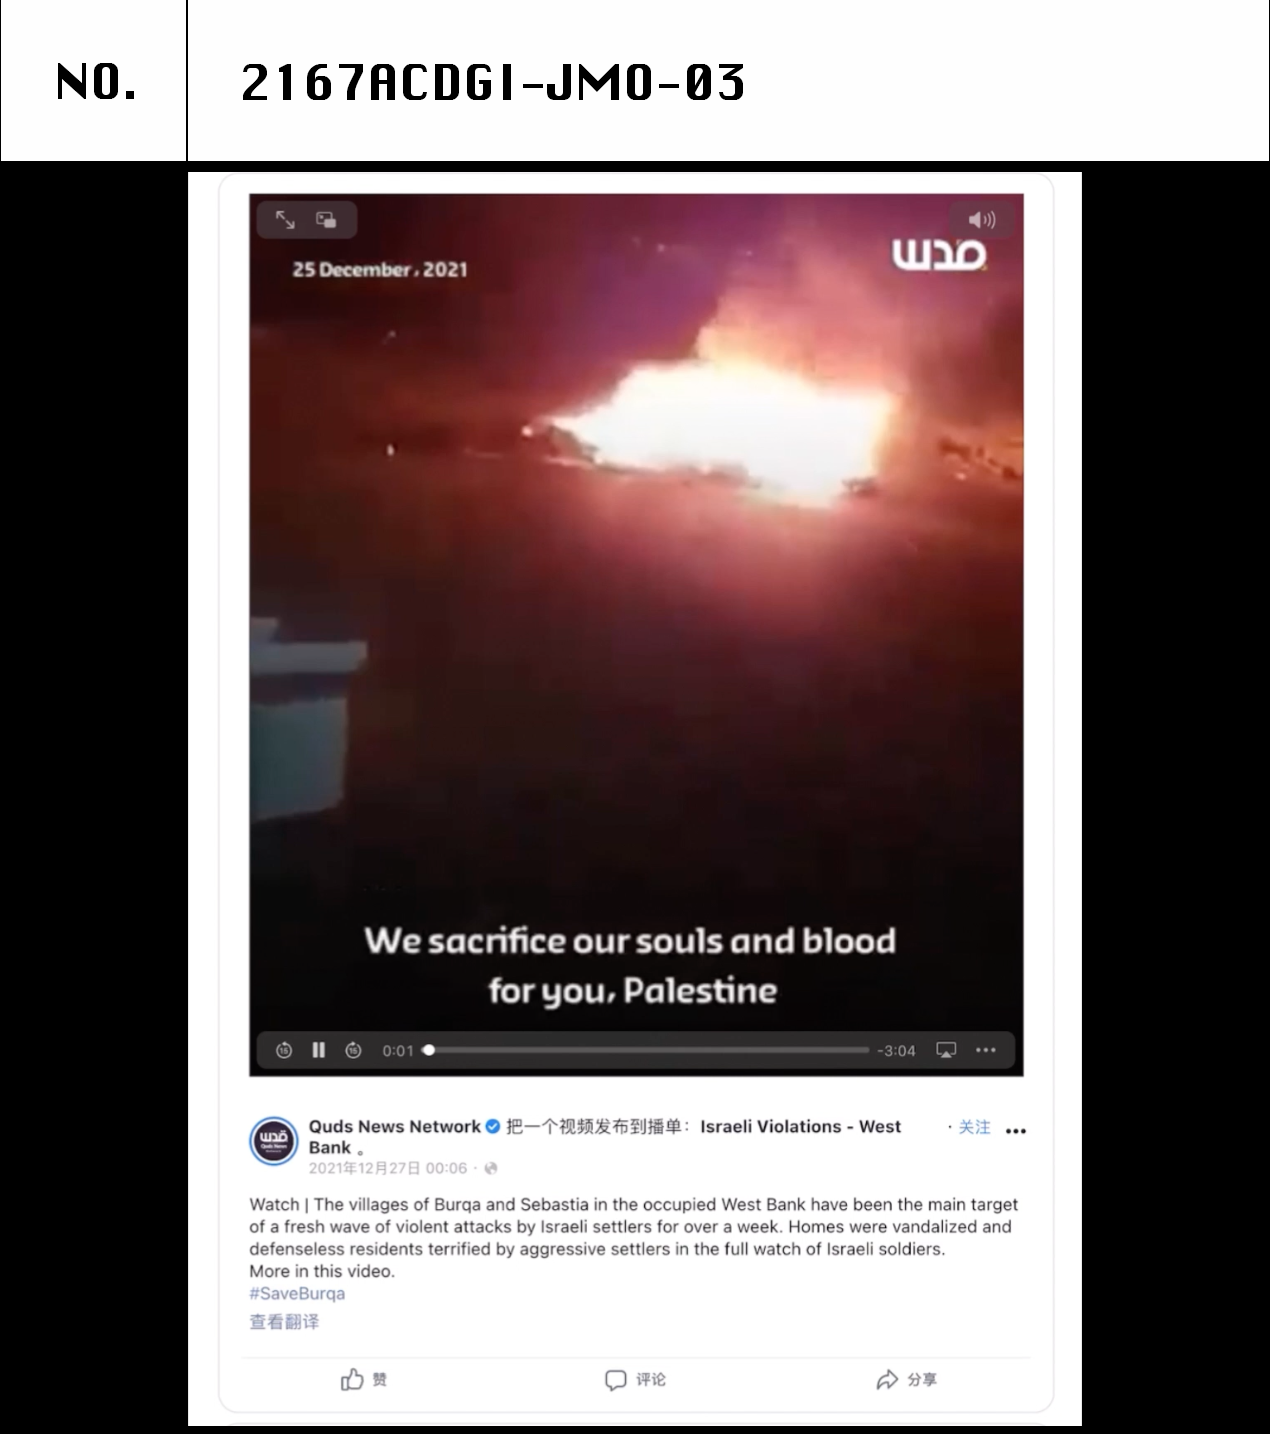 NO.
2167ACDGI-JMO-03
25 December، 2021
قدس
We sacrifice our souls and blood
for you، Palestine
15
15
0:01
-3:04
قدس
Quds News
Quds News Network 把一个视频发布到播单： Israeli Violations - West
Bank 。
· 关注
2021年12月27日 00:06 ·
Watch | The villages of Burqa and Sebastia in the occupied West Bank have been the main target
of a fresh wave of violent attacks by Israeli settlers for over a week. Homes were vandalized and
defenseless residents terrified by aggressive settlers in the full watch of Israeli soldiers.
More in this video.
#SaveBurqa
查看翻译
赞
评论
分享